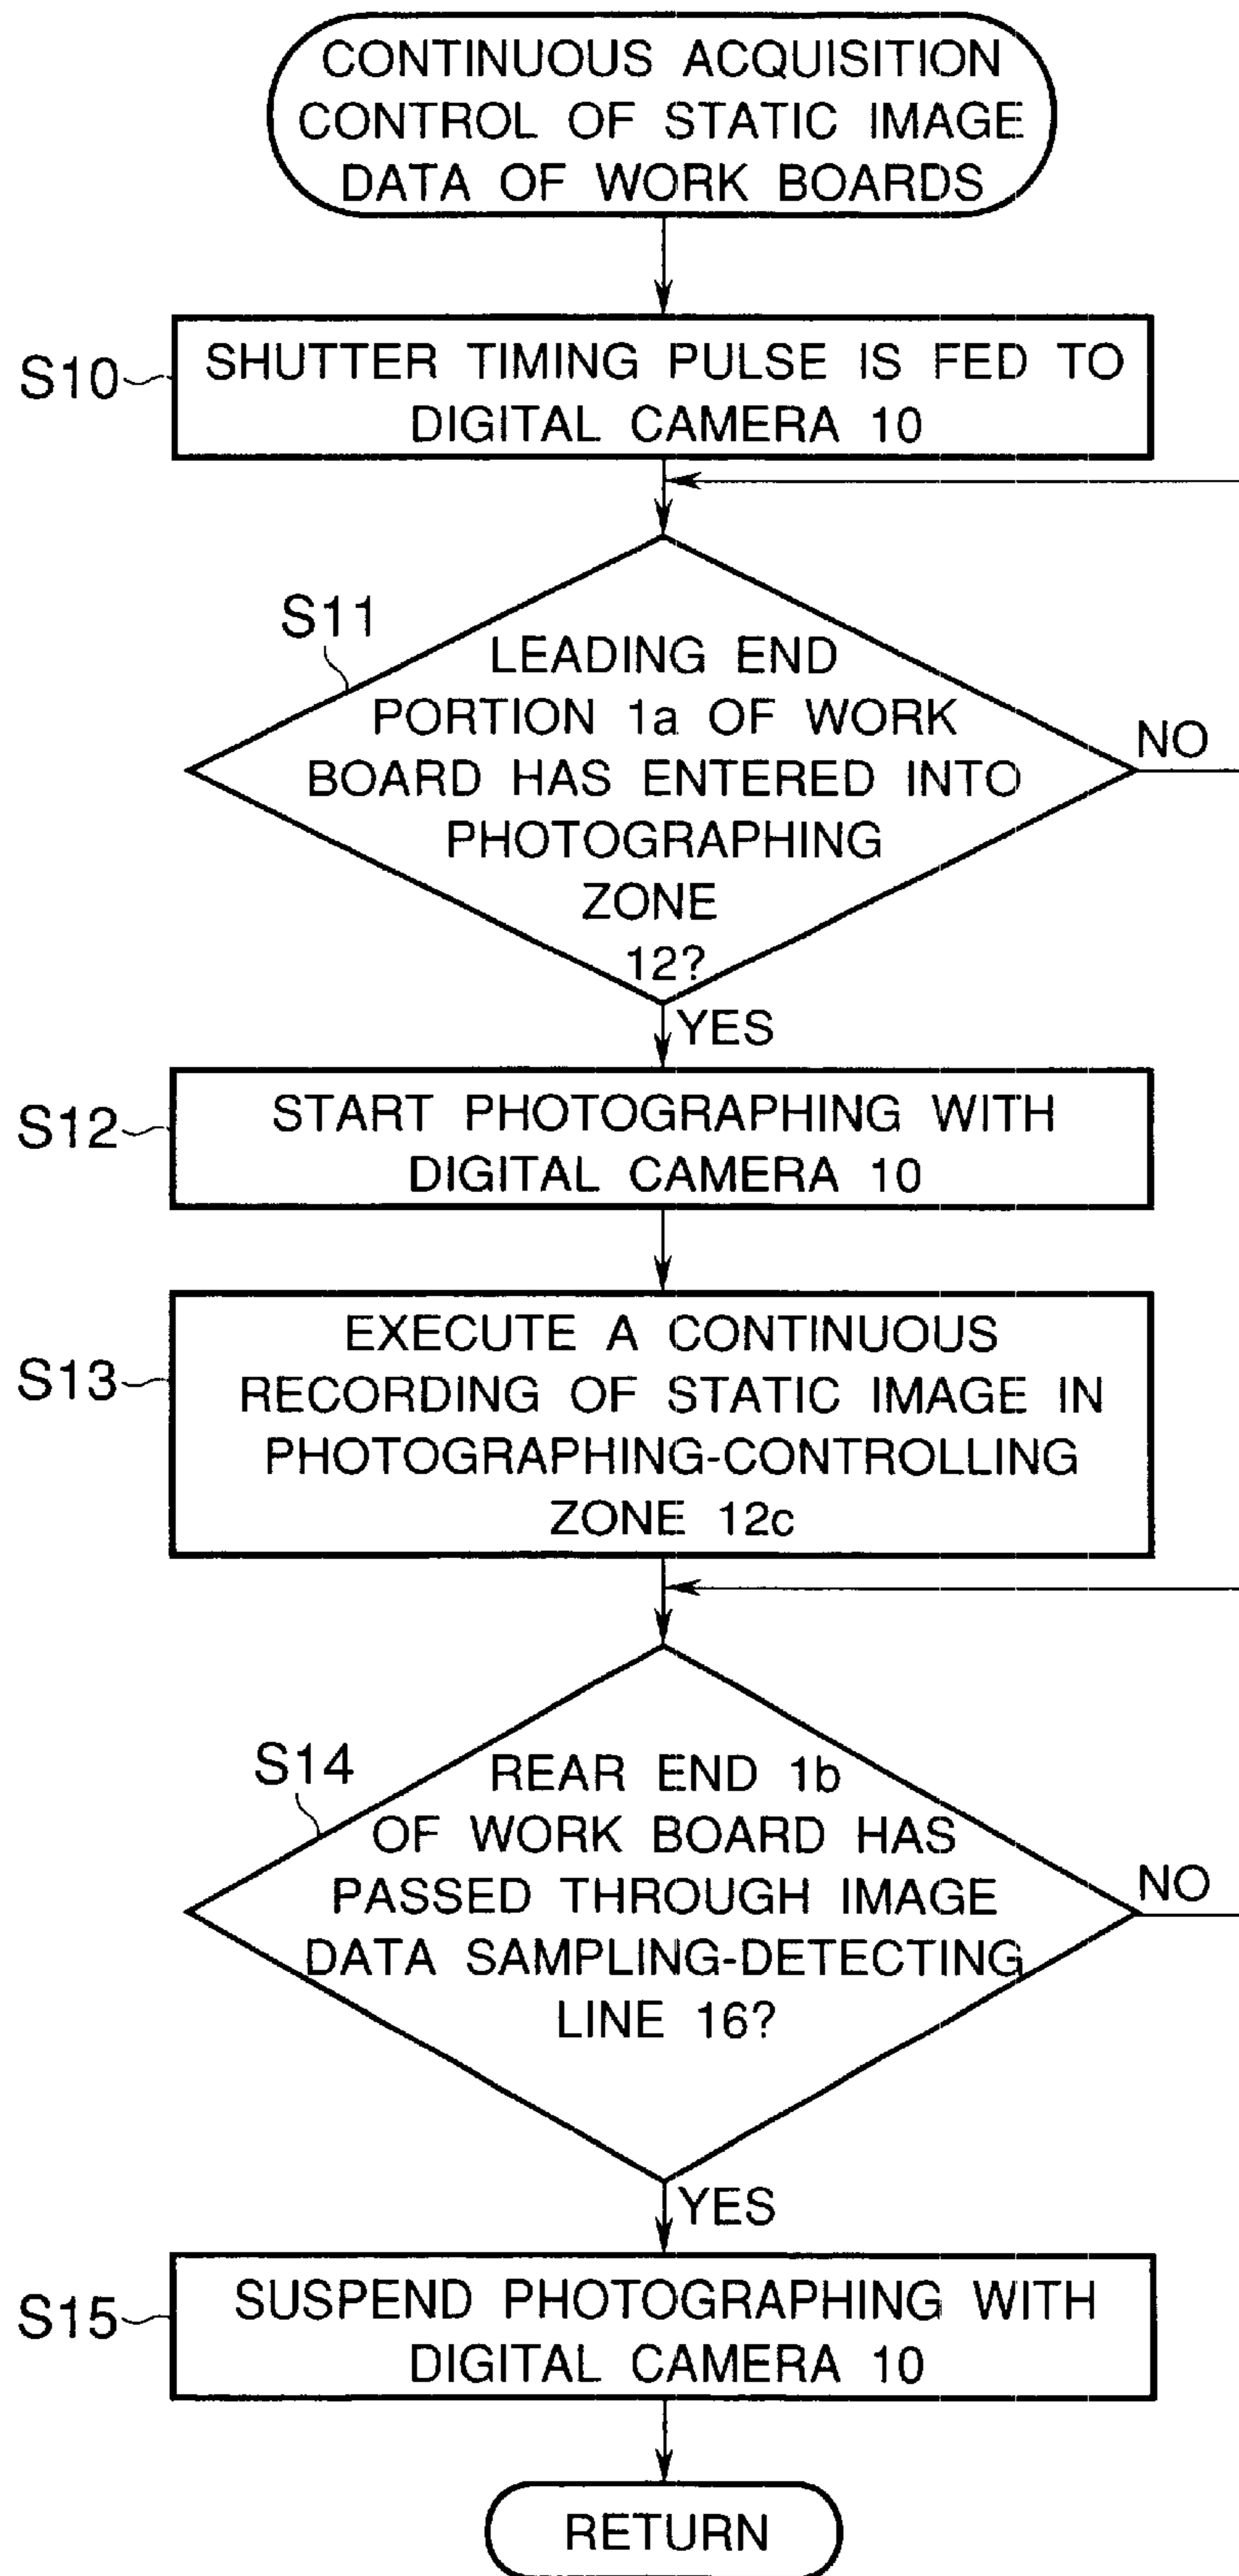 CONTINUOUS ACQUISITION
CONTROL OF STATIC IMAGE
DATA OF WORK BOARDS
S10
SHUTTER TIMING PULSE IS FED TO
DIGITAL CAMERA 10
S11
LEADING END
PORTION 1a OF WORK
BOARD HAS ENTERED INTO
PHOTOGRAPHING
ZONE
12?
NO
YES
S12
START PHOTOGRAPHING WITH
DIGITAL CAMERA 10
S13
EXECUTE A CONTINUOUS
RECORDING OF STATIC IMAGE IN
PHOTOGRAPHING-CONTROLLING
ZONE 12c
S14
REAR END 1b
OF WORK BOARD HAS
PASSED THROUGH IMAGE
DATA SAMPLING-DETECTING
LINE 16?
NO
YES
S15
SUSPEND PHOTOGRAPHING WITH
DIGITAL CAMERA 10
RETURN